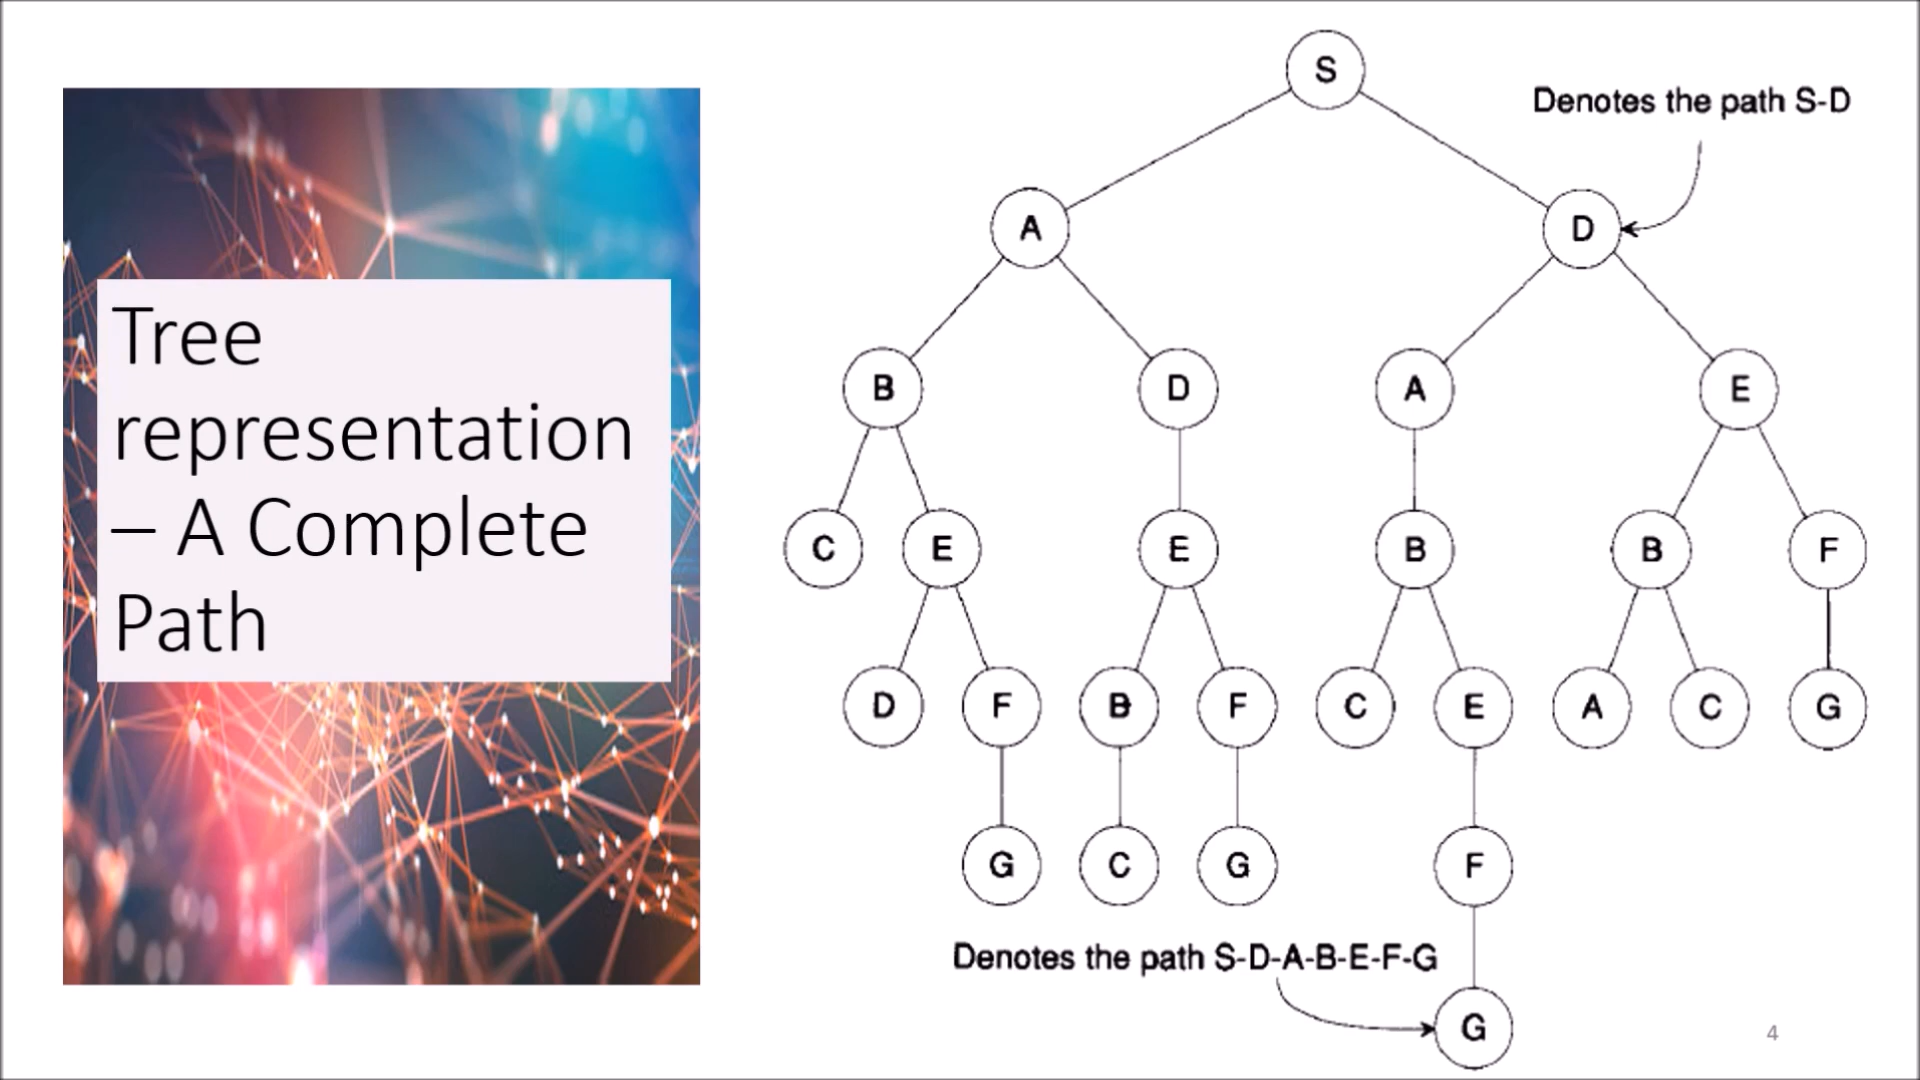 Tree
representation
– A Complete
Path
S
Denotes the path S-D
A
D
B
D
A
E
C
E
E
B
B
F
D
F
B
F
C
E
A
C
G
G
C
G
F
Denotes the path S-D-A-B-E-F-G
G
4